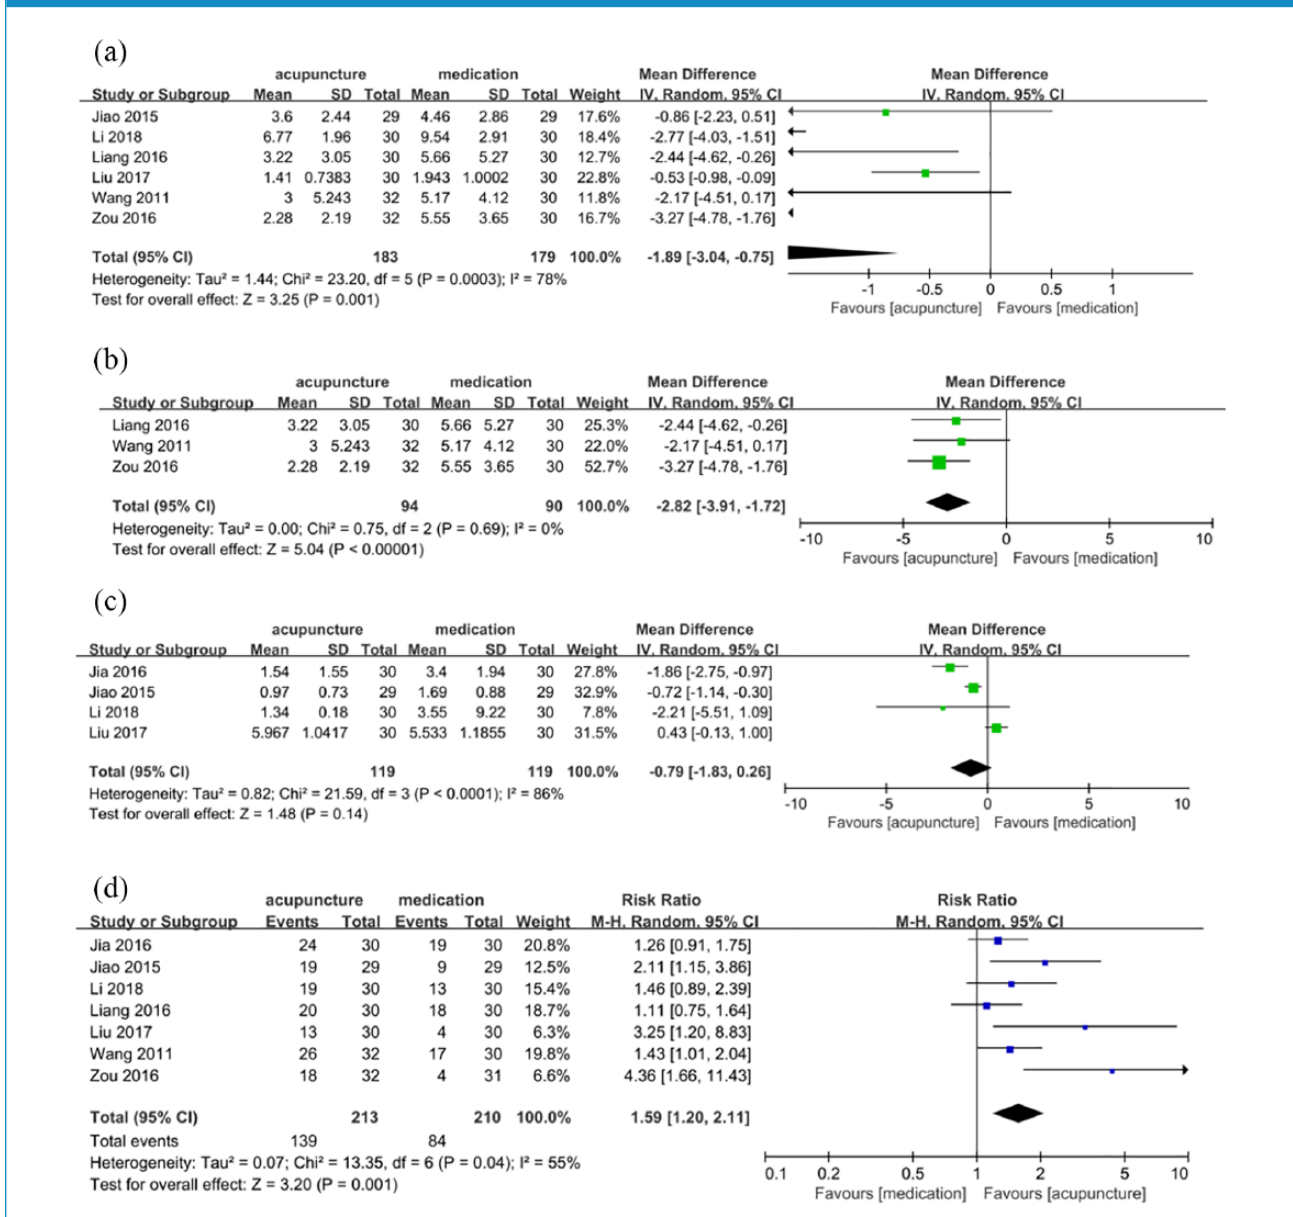 (a)
acupuncture medication Mean Difference Mean Difference
Study or Subgroup Mean SD Total Mean SD Total Weight IV, Random, 95% CI IV, Random, 95% CI
Jiao 2015 3.6 2.44 29 4.46 2.86 29 17.6% -0.86 [-2.23, 0.51]
Li 2018 6.77 1.96 30 9.54 2.91 30 18.4% -2.77 [-4.03, -1.51]
Liang 2016 3.22 3.05 30 5.66 5.27 30 12.7% -2.44 [-4.62, -0.26]
Liu 2017 1.41 0.7383 30 1.943 1.0002 30 22.8% -0.53 [-0.98, -0.09]
Wang 2011 3 5.243 32 5.17 4.12 30 11.8% -2.17 [-4.51, 0.17]
Zou 2016 2.28 2.19 32 5.55 3.65 30 16.7% -3.27 [-4.78, -1.76]
Total (95% CI) 183 179 100.0% -1.89 [-3.04, -0.75]
Heterogeneity: Tau² = 1.44; Chi² = 23.20, df = 5 (P = 0.0003); I² = 78%
Test for overall effect: Z = 3.25 (P = 0.001)
-1 -0.5 0 0.5 1
Favours [acupuncture] Favours [medication]
(b)
acupuncture medication Mean Difference Mean Difference
Study or Subgroup Mean SD Total Mean SD Total Weight IV, Random, 95% CI IV, Random, 95% CI
Liang 2016 3.22 3.05 30 5.66 5.27 30 25.3% -2.44 [-4.62, -0.26]
Wang 2011 3 5.243 32 5.17 4.12 30 22.0% -2.17 [-4.51, 0.17]
Zou 2016 2.28 2.19 32 5.55 3.65 30 52.7% -3.27 [-4.78, -1.76]
Total (95% CI) 94 90 100.0% -2.82 [-3.91, -1.72]
Heterogeneity: Tau² = 0.00; Chi² = 0.75, df = 2 (P = 0.69); I² = 0%
Test for overall effect: Z = 5.04 (P < 0.00001)
-10 -5 0 5 10
Favours [acupuncture] Favours [medication]
(c)
acupuncture medication Mean Difference Mean Difference
Study or Subgroup Mean SD Total Mean SD Total Weight IV, Random, 95% CI IV, Random, 95% CI
Jia 2016 1.54 1.55 30 3.4 1.94 30 27.8% -1.86 [-2.75, -0.97]
Jiao 2015 0.97 0.73 29 1.69 0.88 29 32.9% -0.72 [-1.14, -0.30]
Li 2018 1.34 0.18 30 3.55 9.22 30 7.8% -2.21 [-5.51, 1.09]
Liu 2017 5.967 1.0417 30 5.533 1.1855 30 31.5% 0.43 [-0.13, 1.00]
Total (95% CI) 119 119 100.0% -0.79 [-1.83, 0.26]
Heterogeneity: Tau² = 0.82; Chi² = 21.59, df = 3 (P < 0.0001); I² = 86%
Test for overall effect: Z = 1.48 (P = 0.14)
-10 -5 0 5 10
Favours [acupuncture] Favours [medication]
(d)
acupuncture medication Risk Ratio Risk Ratio
Study or Subgroup Events Total Events Total Weight M-H, Random, 95% CI M-H, Random, 95% CI
Jia 2016 24 30 19 30 20.8% 1.26 [0.91, 1.75]
Jiao 2015 19 29 9 29 12.5% 2.11 [1.15, 3.86]
Li 2018 19 30 13 30 15.4% 1.46 [0.89, 2.39]
Liang 2016 20 30 18 30 18.7% 1.11 [0.75, 1.64]
Liu 2017 13 30 4 30 6.3% 3.25 [1.20, 8.83]
Wang 2011 26 32 17 30 19.8% 1.43 [1.01, 2.04]
Zou 2016 18 32 4 31 6.6% 4.36 [1.66, 11.43]
Total (95% CI) 213 210 100.0% 1.59 [1.20, 2.11]
Total events 139 84
Heterogeneity: Tau² = 0.07; Chi² = 13.35, df = 6 (P = 0.04); I² = 55%
Test for overall effect: Z = 3.20 (P = 0.001)
0.1 0.2 0.5 1 2 5 10
Favours [medication] Favours [acupuncture]